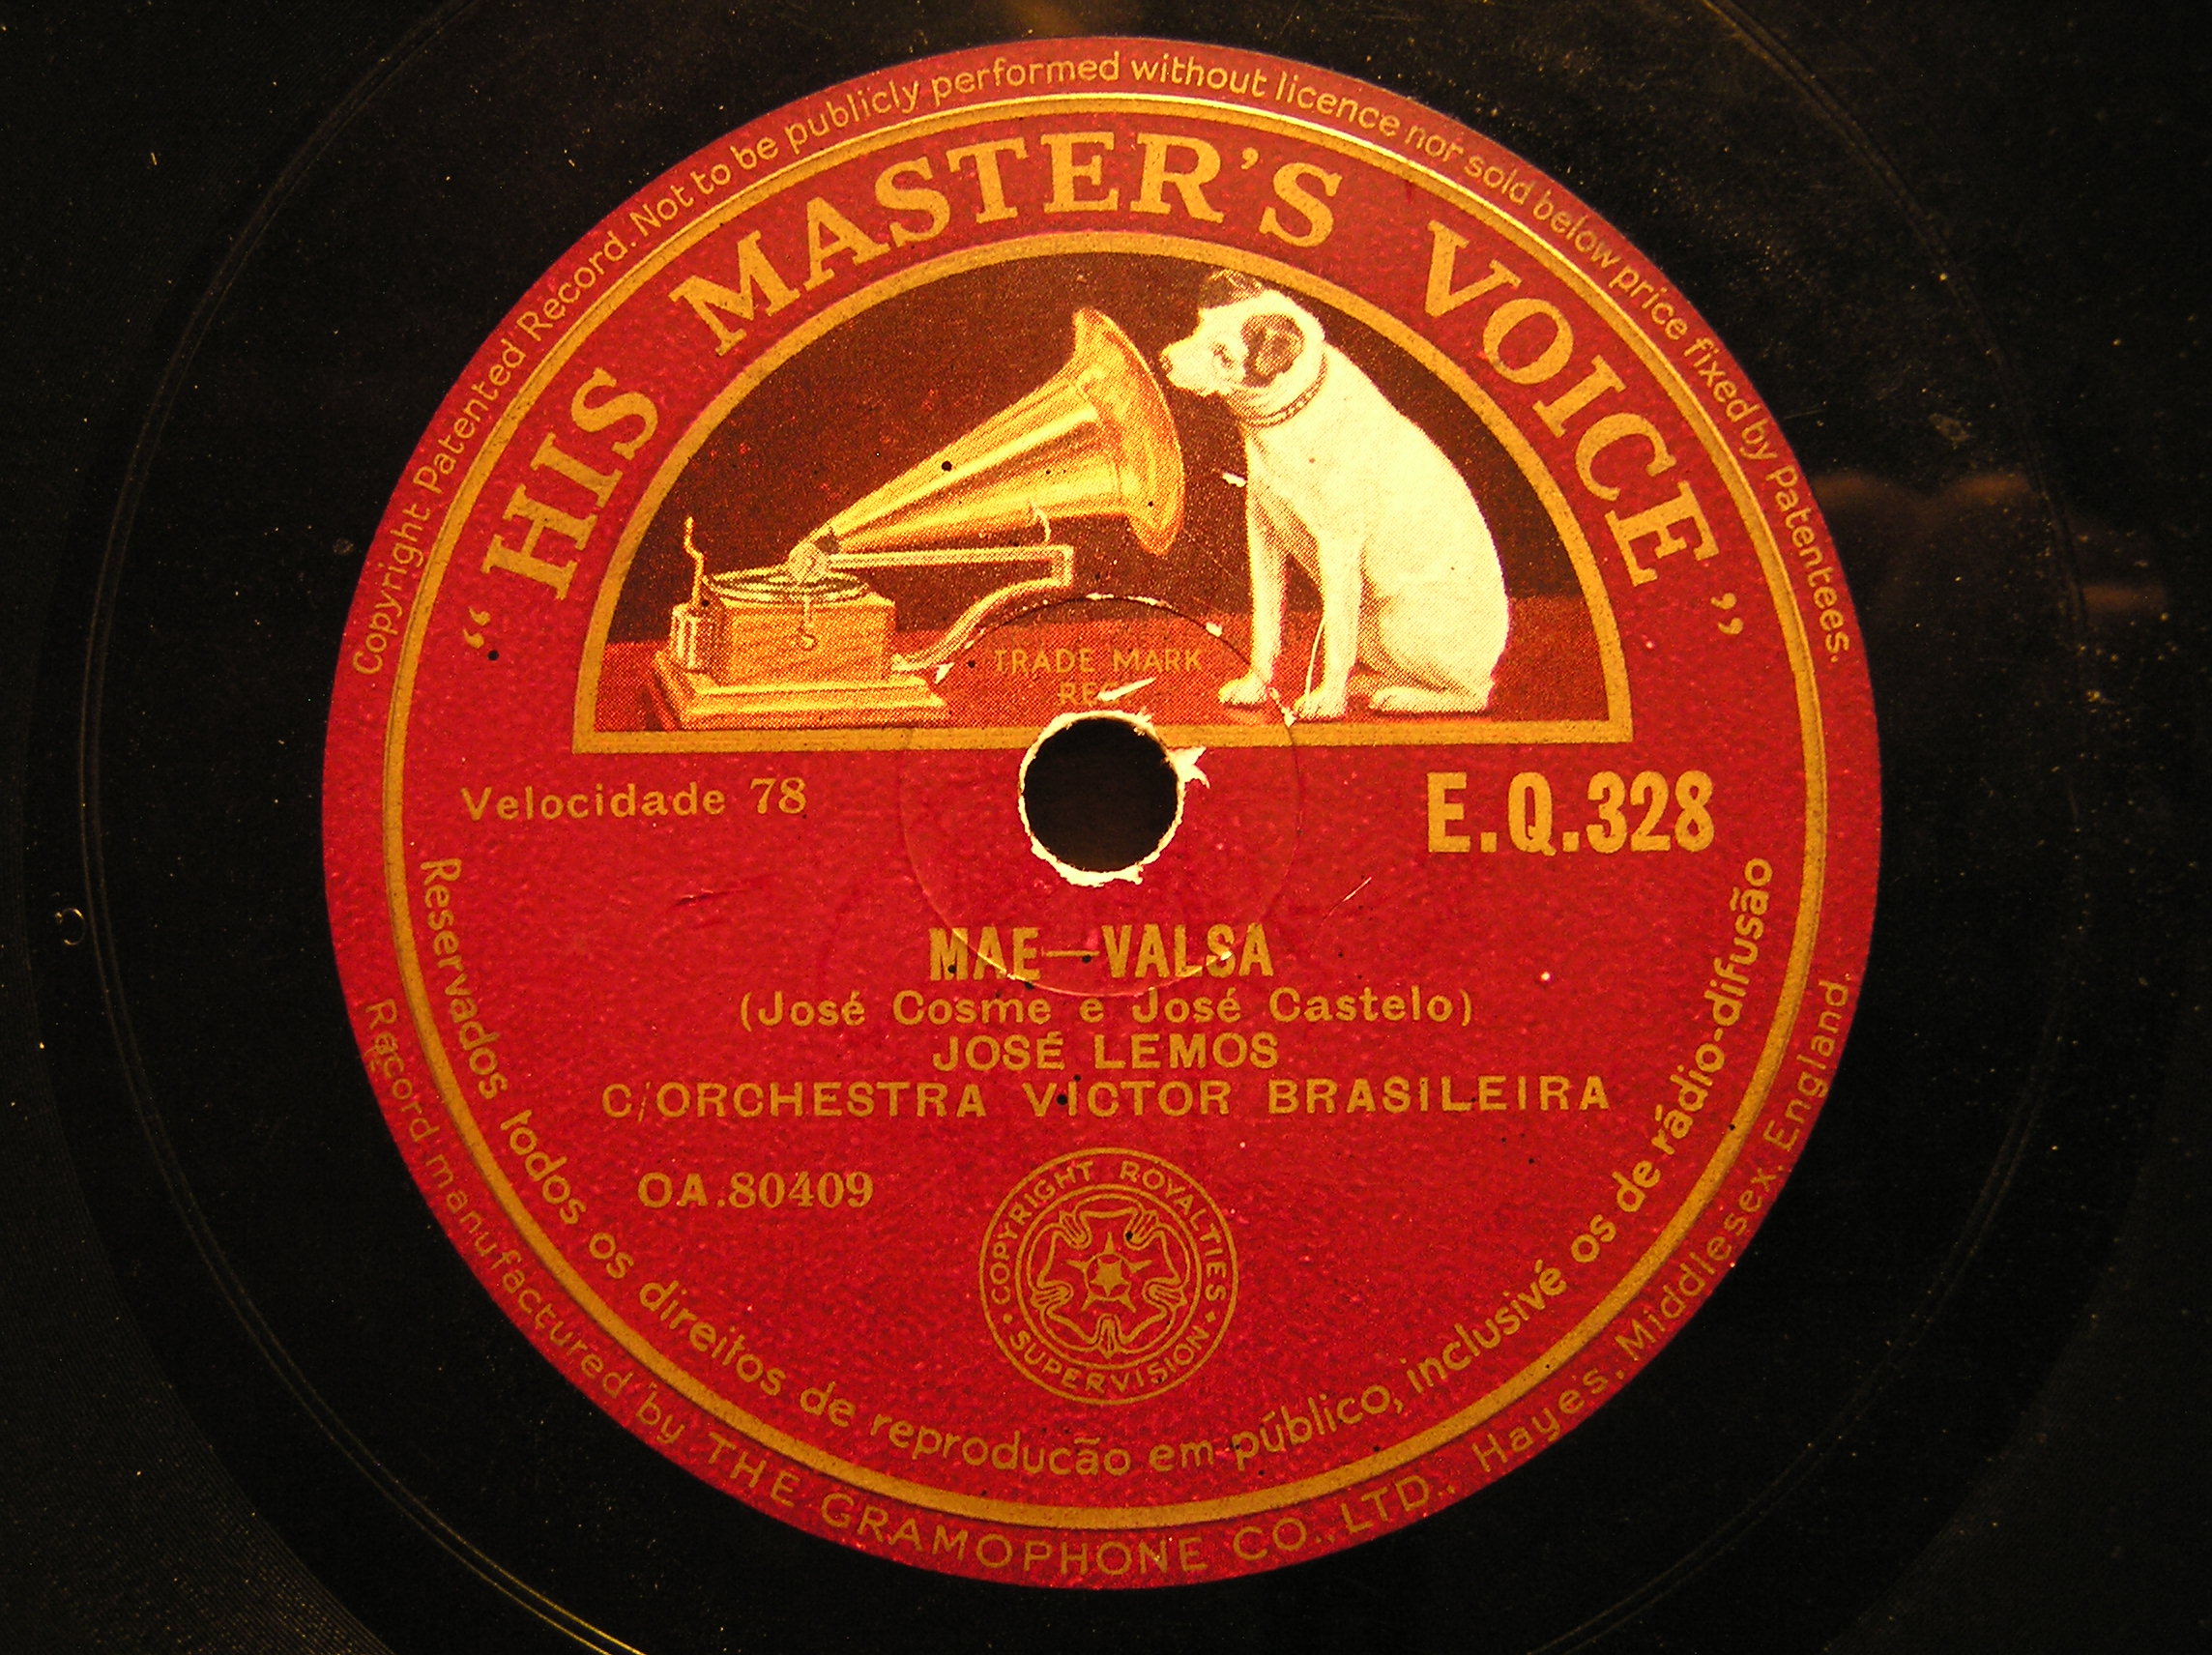 Copyright Patented Record. Not to be publicly performed without licence nor sold below price fixed by Patentees.
“HIS MASTER'S VOICE”
TRADE MARK
Velocidade 78
E.Q.328
MAE—VALSA
(José Cosme e José Castelo)
JOSÉ LEMOS
C/ORCHESTRA VICTOR BRASILEIRA
OA.80409
COPYRIGHT ROYALTIES
SUPERVISION
Reservados todos os direitos de reproducão em público, inclusivé os de rádio-difusão
Record manufactured by THE GRAMOPHONE CO. LTD., Hayes, Middlesex, England.